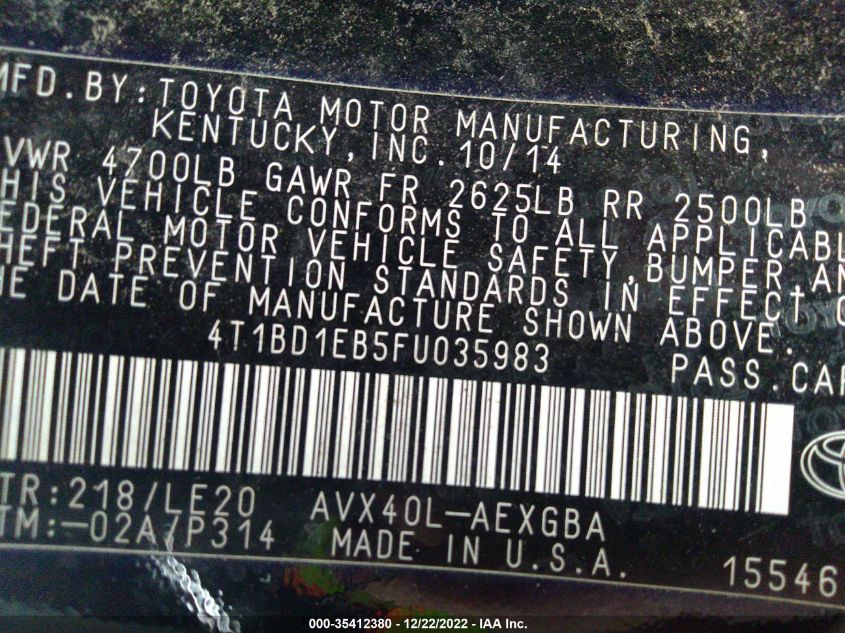 MFD.BY:TOYOTA MOTOR MANUFACTURING,
KENTUCKY,INC.10/14
VWR 4700LB GAWR FR 2625LB RR 2500LB
HIS VEHICLE CONFORMS TO ALL APPLICABL
EDERAL MOTOR VEHICLE SAFETY,BUMPER,AN
HEFT PREVENTION STANDARDS IN EFFECT O
HE DATE OF MANUFACTURE SHOWN ABOVE.
4T1BD1EB5FU035983 PASS.CAR
TR:218/LE20 AVX40L-AEXGBA
TM:-02A/P314 MADE IN U.S.A. 15546
000-35412380 - 12/22/2022 - IAA Inc.